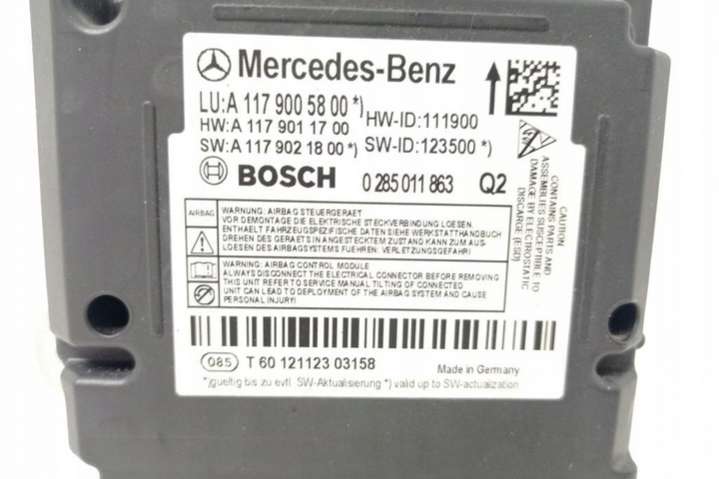 Mercedes-Benz
LU:A 117 900 58 00 *)
HW-ID:111900
HW:A 117 901 17 00
SW:A 117 902 18 00 *)
SW-ID:123500 *)
BOSCH 0 285 011 863 Q2
AIRBAG
WARNUNG: AIRBAG STEUERGERAET
VOR DEMONTAGE DIE ELEKTRISCHE STECKVERBINDUNG LOESEN.
ENTHAELT FAHRZEUGSPEZIFISCHE DATEN SIEHE WERKSTATTHANDBUCH
DREHEN DES GERAETS IN ANGESTECKTEM ZUSTAND KANN ZUM AUS-
LOESEN DES AIRBAGSYSTEMS FUEHREN. VERLETZUNGSGEFAHR!
WARNING: AIRBAG CONTROL MODULE
ALWAYS DISCONNECT THE ELECTRICAL CONNECTOR BEFORE REMOVING
THIS UNIT REFER TO SERVICE MANUAL TILTING OF CONNECTED
UNIT CAN LEAD TO DEPLOYMENT OF THE AIRBAG SYSTEM AND CAUSE
PERSONAL INJURY!
CAUTION
CONTAINS PARTS AND
ASSEMBLIES SUSCEPTIBLE TO
DAMAGE BY ELECTROSTATIC
DISCHARGE (ESD)
085 T 60 121123 03158
Made in Germany
*)gueltig bis zu evtl. SW-Aktualisierung *) valid up to SW-actualization